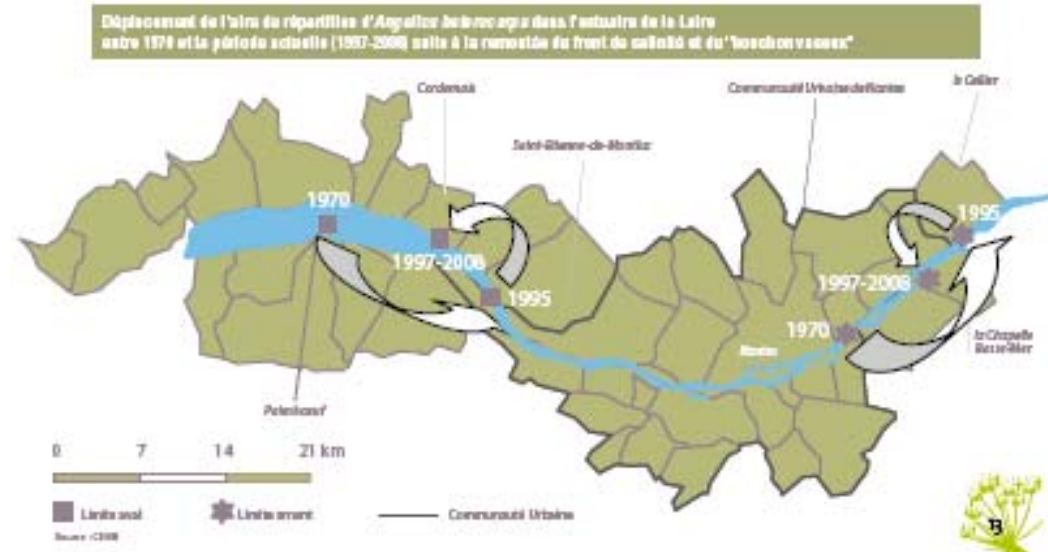 Déplacement de l'aire de répartition d'Angelica heterocarpa dans l'estuaire de la Loire
entre 1970 et la période actuelle (1997-2008) suite à la remontée du front de salinité et du "bouchon vaseux"
Cordemais
Communauté Urbaine de Nantes
le Cellier
Saint-Etienne-de-Montluc
1970
1995
1997-2008
1997-2008
1995
1970
Nantes
la Chapelle
Basse-Mer
Paimboeuf
0 7 14 21 km
Limite aval
Limite amont
Communauté Urbaine
Source :
13